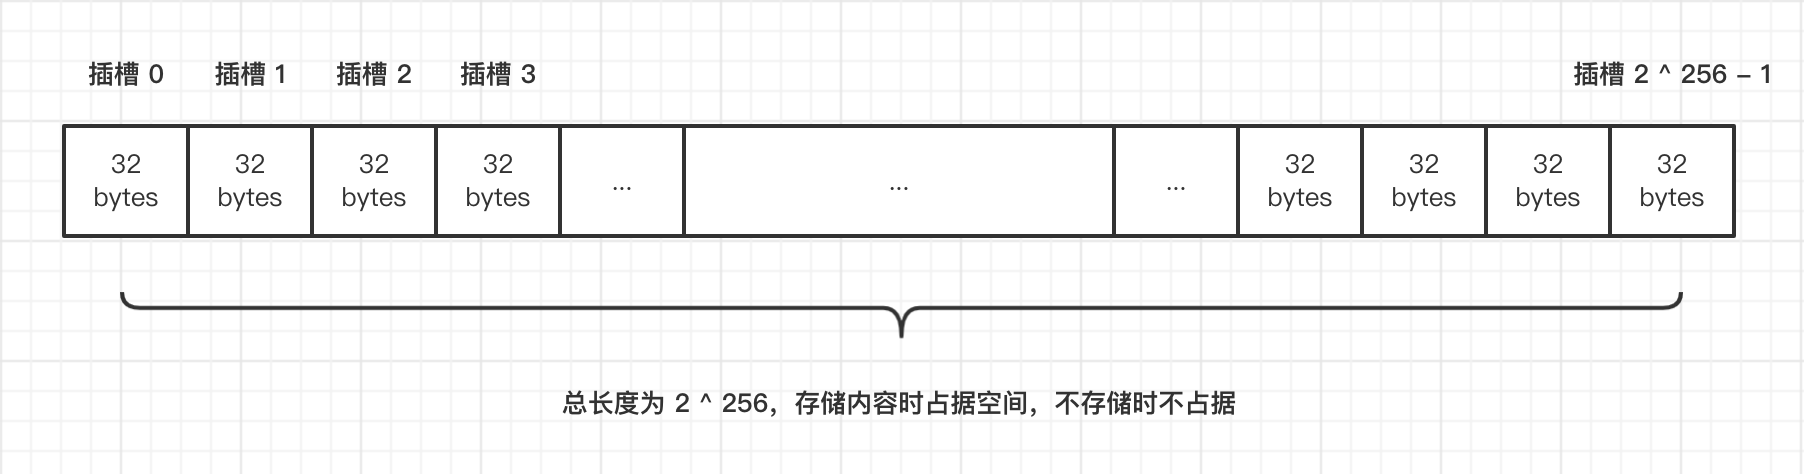 插槽 0 插槽 1 插槽 2 插槽 3 插槽 2 ^ 256 – 1
32 32 32 32 32 32 32 32
bytes bytes bytes bytes ... ... ... bytes bytes bytes bytes
总长度为 2 ^ 256，存储内容时占据空间，不存储时不占据